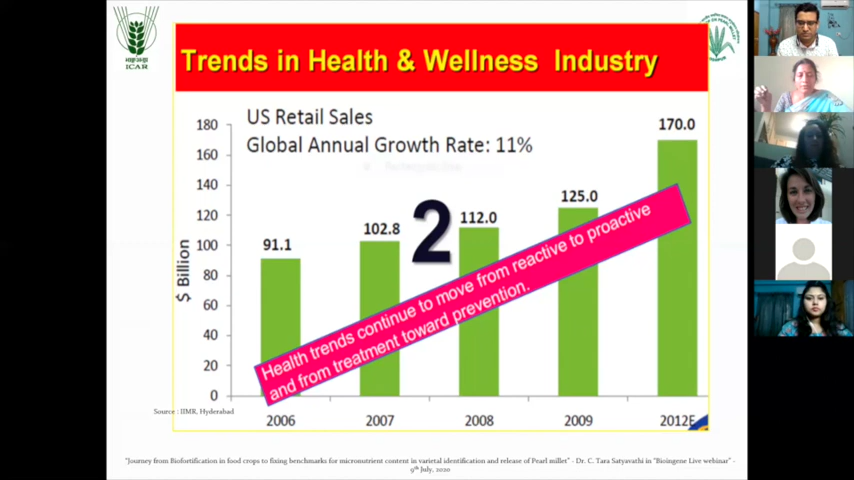 Trends in Health & Wellness Industry
ICAR
US Retail Sales
Global Annual Growth Rate: 11%
180
160
140
120
100
80
60
40
20
0
$ Billion
91.1
102.8
112.0
125.0
170.0
2
Health trends continue to move from reactive to proactive
and from treatment toward prevention.
2006
2007
2008
2009
2012E
Source : IIMR, Hyderabad
"Journey from Biofortification in food crops to fixing benchmarks for micronutrient content in varietal identification and release of Pearl millet" - Dr. C. Tara Satyavathi in "Bioingene Live webinar" -
9th July, 2020